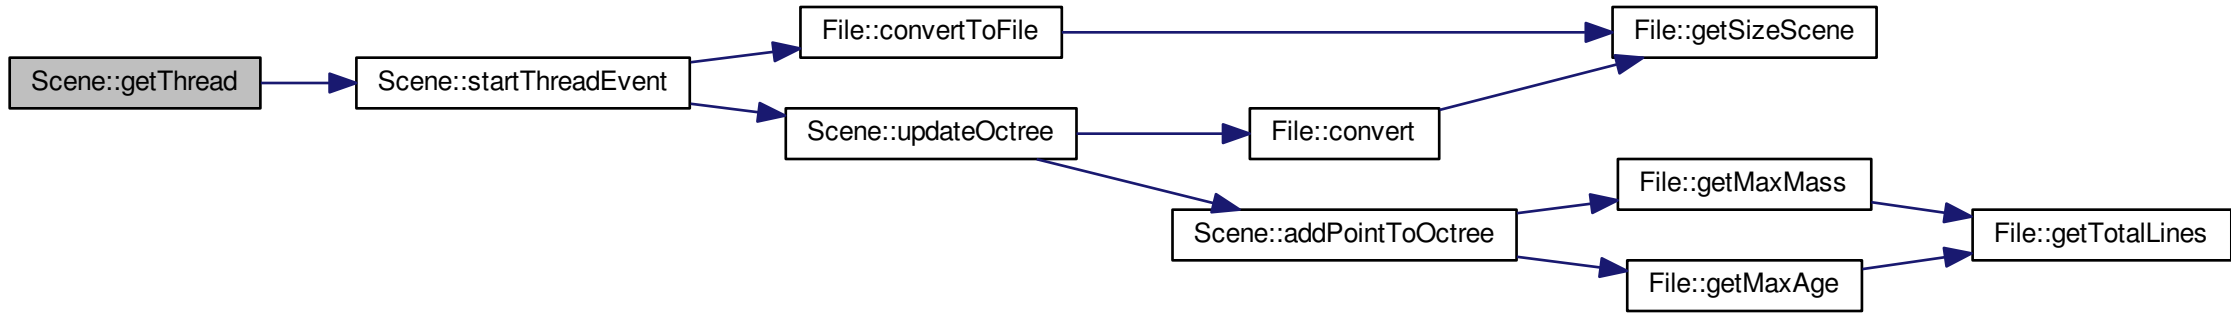 Scene::getThread
Scene::startThreadEvent
File::convertToFile
Scene::updateOctree
File::convert
Scene::addPointToOctree
File::getSizeScene
File::getMaxMass
File::getMaxAge
File::getTotalLines